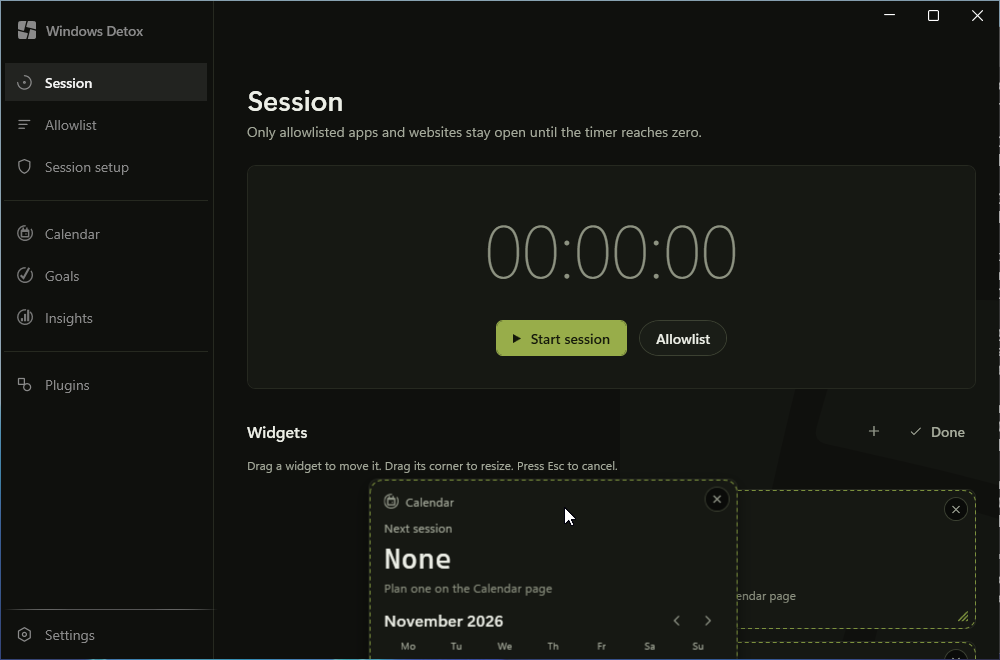 Windows Detox
Session
Allowlist
Session setup
Calendar
Goals
Insights
Plugins
Settings
Session
Only allowlisted apps and websites stay open until the timer reaches zero.
00:00:00
Start session
Allowlist
Widgets
Done
Drag a widget to move it. Drag its corner to resize. Press Esc to cancel.
Calendar
Next session
None
Plan one on the Calendar page
page
November 2026
Mo Tu We Th Fr Sa Su